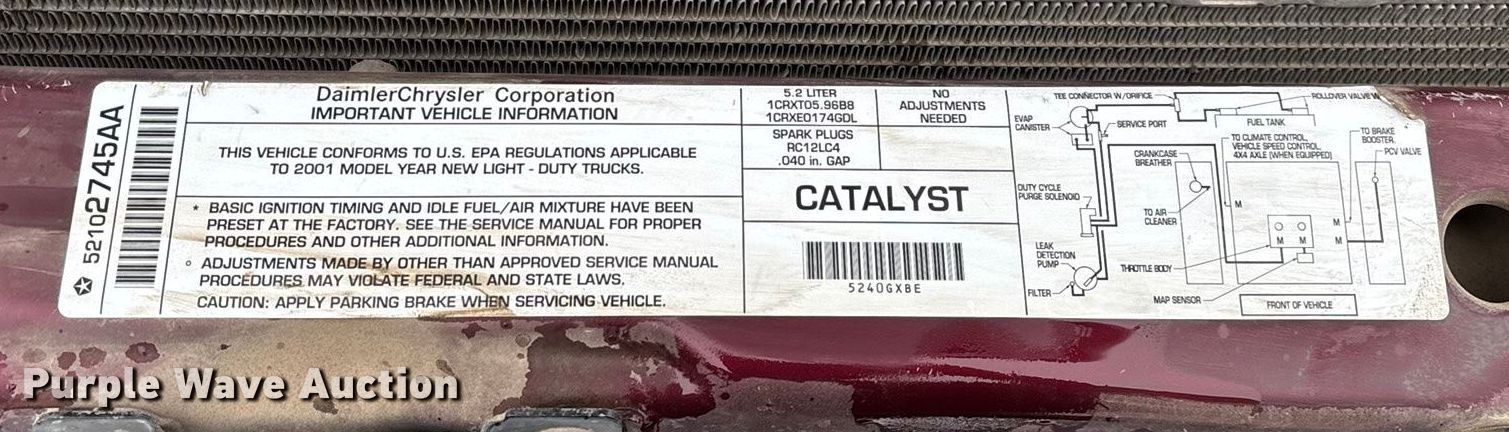 52102745AA
DaimlerChrysler Corporation
IMPORTANT VEHICLE INFORMATION
THIS VEHICLE CONFORMS TO U.S. EPA REGULATIONS APPLICABLE
TO 2001 MODEL YEAR NEW LIGHT - DUTY TRUCKS.
* BASIC IGNITION TIMING AND IDLE FUEL/AIR MIXTURE HAVE BEEN
PRESET AT THE FACTORY. SEE THE SERVICE MANUAL FOR PROPER
PROCEDURES AND OTHER ADDITIONAL INFORMATION.
° ADJUSTMENTS MADE BY OTHER THAN APPROVED SERVICE MANUAL
PROCEDURES MAY VIOLATE FEDERAL AND STATE LAWS.
CAUTION: APPLY PARKING BRAKE WHEN SERVICING VEHICLE.
5.2 LITER
1CRXT05.96B8
1CRXE0174GDL
SPARK PLUGS
RC12LC4
.040 in. GAP
NO
ADJUSTMENTS
NEEDED
CATALYST
5240GXBE
TEE CONNECTOR W/ORIFICE
ROLLOVER VALVE
EVAP
CANISTER
SERVICE PORT
FUEL TANK
TO CLIMATE CONTROL,
VEHICLE SPEED CONTROL,
4X4 AXLE (WHEN EQUIPPED)
TO BRAKE
BOOSTER
PCV VALVE
CRANKCASE
BREATHER
DUTY CYCLE
PURGE SOLENOID
TO AIR
CLEANER
M
M
M
M
M
LEAK
DETECTION
PUMP
THROTTLE BODY
FILTER
MAP SENSOR
FRONT OF VEHICLE
Purple Wave Auction